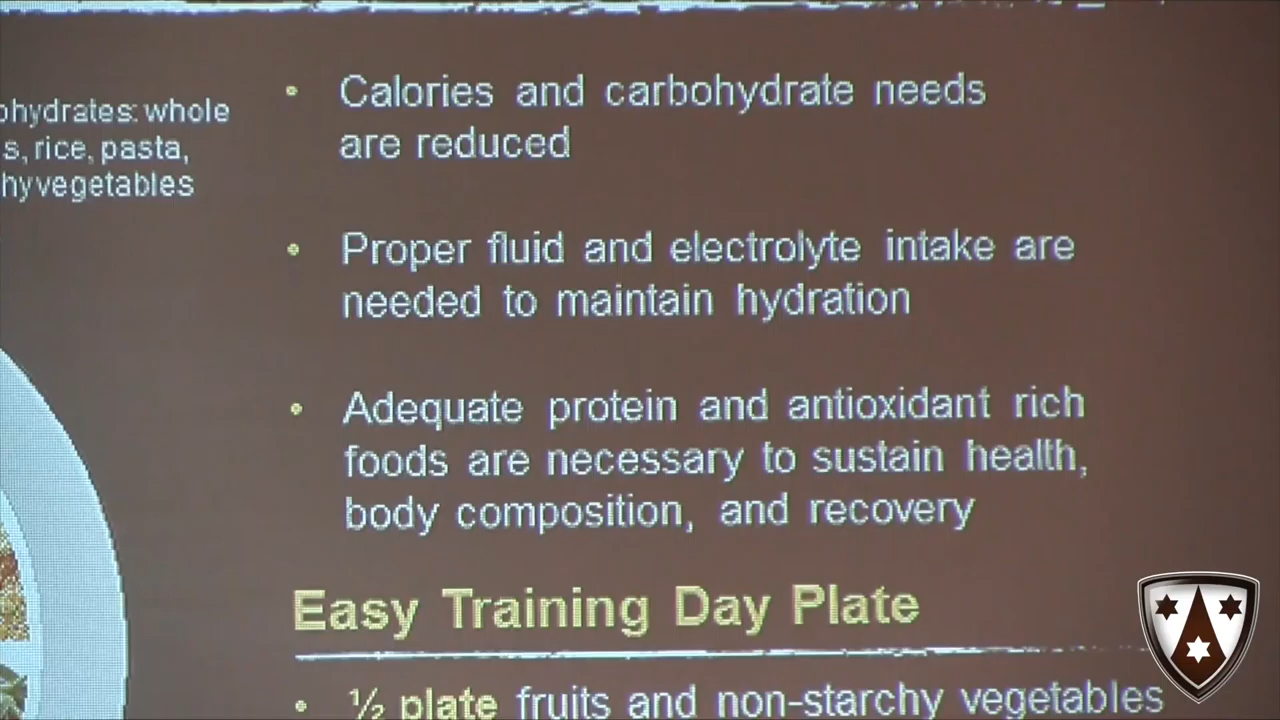 whole
rice, pasta,
vegetables
Calories and carbohydrate needs
are reduced
Proper fluid and electrolyte intake are
needed to maintain hydration
Adequate protein and antioxidant rich
foods are necessary to sustain health,
body composition, and recovery
Easy Training Day Plate
½ plate fruits and non-starchy vegetables